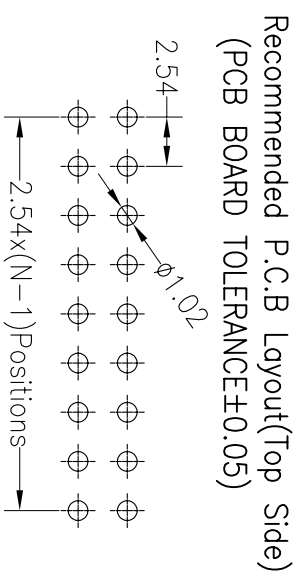 Recommended P.C.B Layout(Top Side)
(PCB BOARD TOLERANCE±0.05)
2.54
ϕ1.02
2.54x(N-1)Positions